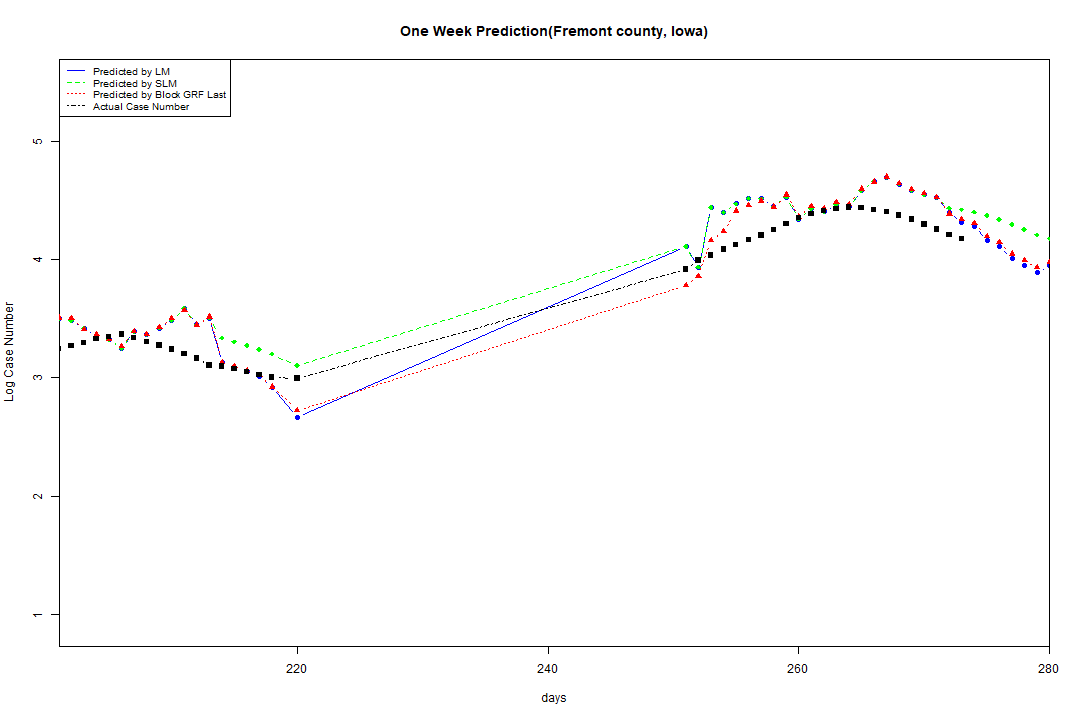 One Week Prediction(Fremont county, Iowa)
Predicted by LM
Predicted by SLM
Predicted by Block GRF Last
Actual Case Number
5
4
3
2
1
Log Case Number
220 240 260 280
days